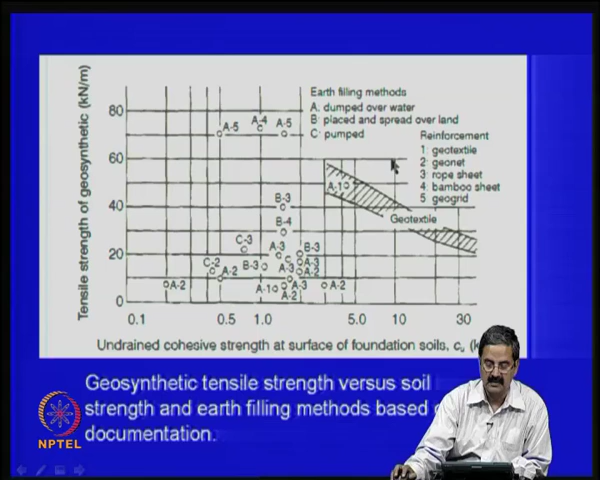 Tensile strength of geosynthetic (kN/m)
80
60
40
20
0
Earth filling methods
A: dumped over water
B: placed and spread over land
C: pumped
Reinforcement
1: geotextile
2: geonet
3: rope sheet
4: bamboo sheet
5: geogrid
A-5
A-4
A-5
A-1
Geotextile
B-3
B-4
C-3
A-3
B-3
C-2
A-2
B-3
C
A-3
A-3
A-2
A-2
A-1
A-3
A-2
A-2
0.1
0.5
1.0
5.0
10
30
Undrained cohesive strength at surface of foundation soils, cu
Geosynthetic tensile strength versus soil
strength and earth filling methods based
documentation.
NPTEL